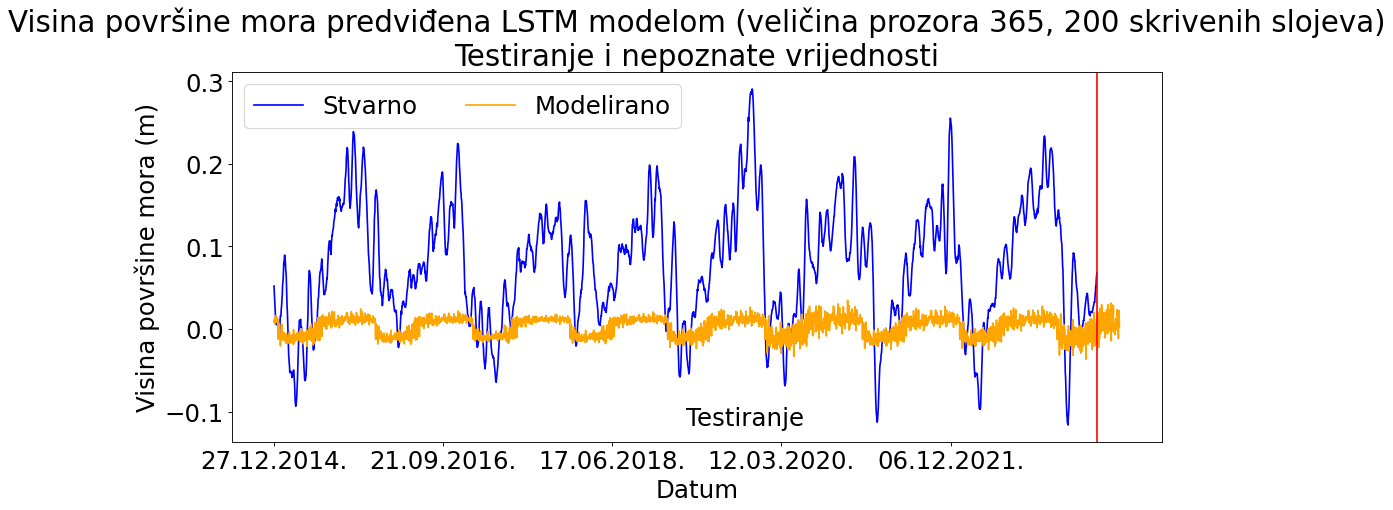 Visina površine mora predviđena LSTM modelom (veličina prozora 365, 200 skrivenih slojeva)
Testiranje i nepoznate vrijednosti
Stvarno
Modelirano
Visina površine mora (m)
0.3
0.2
0.1
0.0
−0.1
Testiranje
27.12.2014.
21.09.2016.
17.06.2018.
12.03.2020.
06.12.2021.
Datum